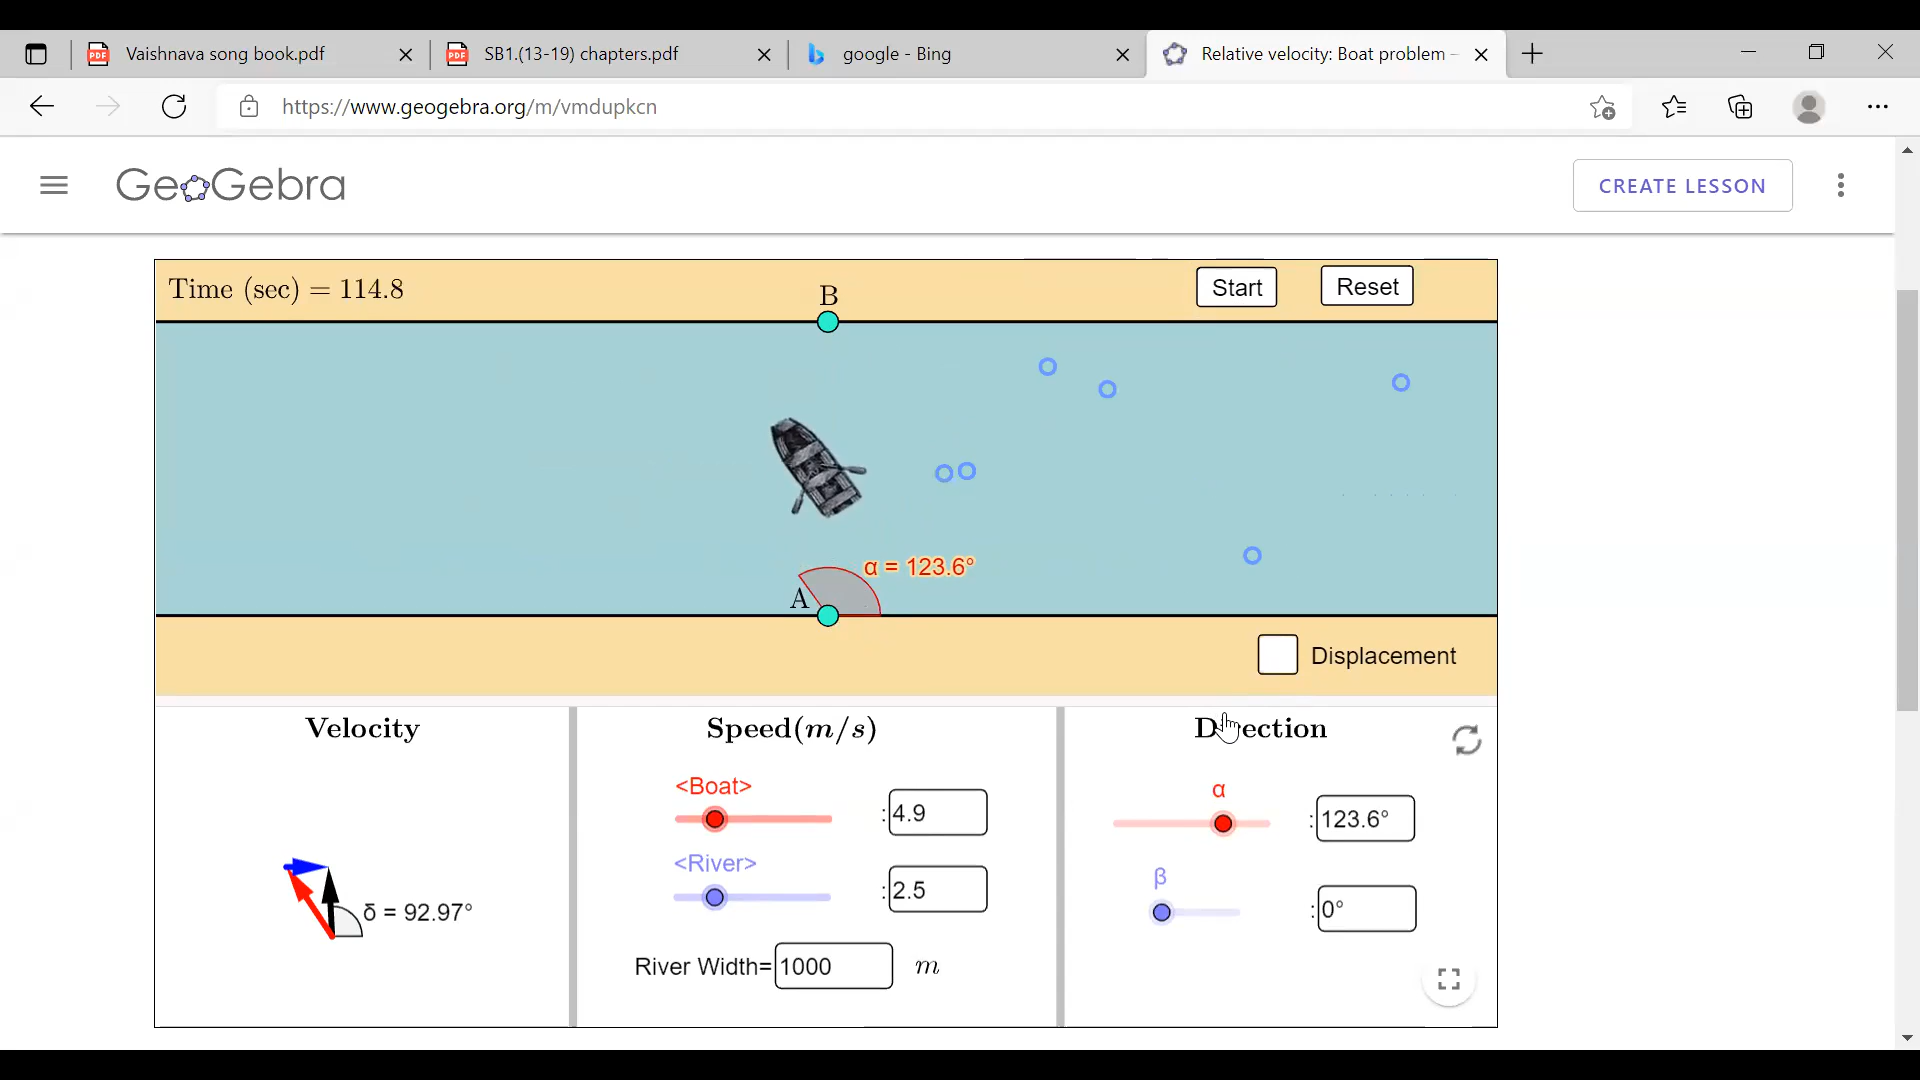 Vaishnava song book.pdf
SB1.(13-19) chapters.pdf
google - Bing
Relative velocity: Boat problem –
https://www.geogebra.org/m/vmdupkcn
GeoGebra
CREATE LESSON
Time (sec) = 114.8
B
Start
Reset
α = 123.6°
A
Displacement
Velocity
Speed(m/s)
Direction
<Boat>
:4.9
α
:123.6°
<River>
:2.5
β
:0°
δ = 92.97°
River Width=1000 m